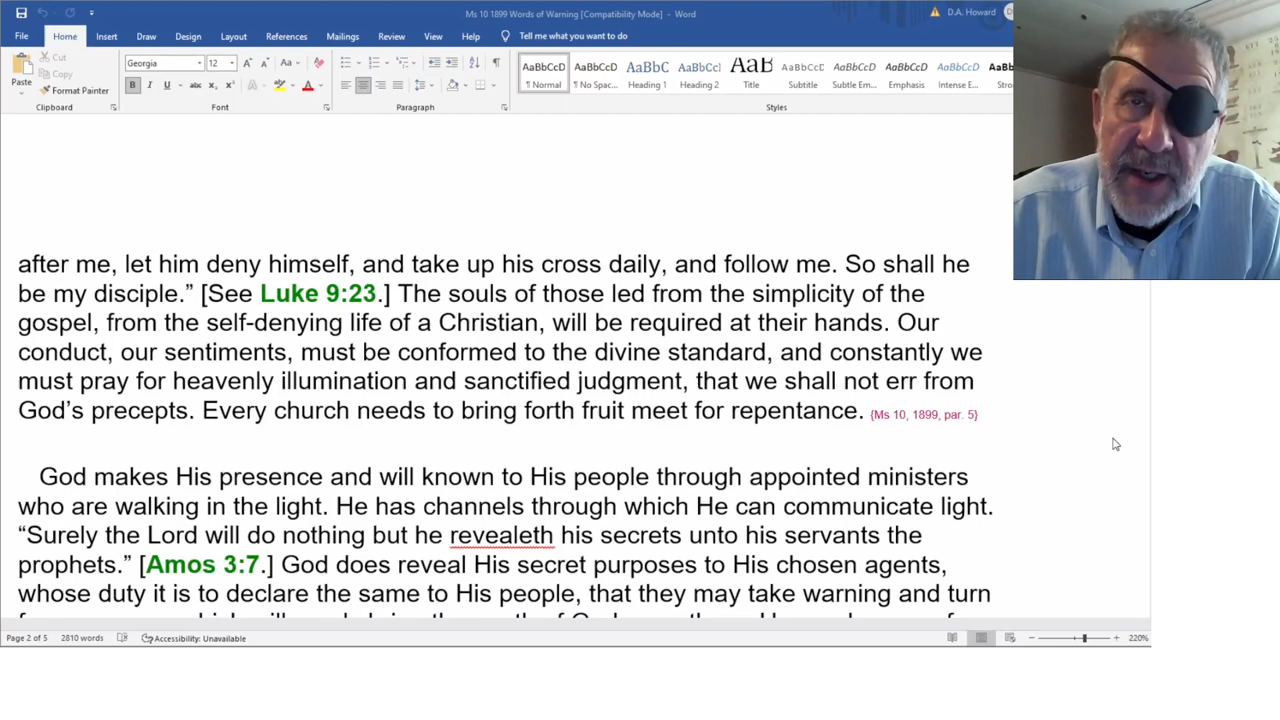 Ms 10 1899 Words of Warning [Compatibility Mode] - Word
D.A. Howard
File Home Insert Draw Design Layout References Mailings Review View Help Tell me what you want to do
Paste
Cut
Copy
Format Painter
Clipboard
Georgia 12
Font
Paragraph
AaBbCcD AaBbCcD AaBbC AaBbCc AaB AaBbCcD AaBbCcD AaBbCcD AaBbCcD AaBb
¶ Normal ¶ No Spac... Heading 1 Heading 2 Title Subtitle Subtle Em... Emphasis Intense E...
Styles
after me, let him deny himself, and take up his cross daily, and follow me. So shall he
be my disciple.” [See Luke 9:23.] The souls of those led from the simplicity of the
gospel, from the self-denying life of a Christian, will be required at their hands. Our
conduct, our sentiments, must be conformed to the divine standard, and constantly we
must pray for heavenly illumination and sanctified judgment, that we shall not err from
God’s precepts. Every church needs to bring forth fruit meet for repentance. {Ms 10, 1899, par. 5}
God makes His presence and will known to His people through appointed ministers
who are walking in the light. He has channels through which He can communicate light.
“Surely the Lord will do nothing but he revealeth his secrets unto his servants the
prophets.” [Amos 3:7.] God does reveal His secret purposes to His chosen agents,
whose duty it is to declare the same to His people, that they may take warning and turn
Page 2 of 5 2810 words Accessibility: Unavailable 220%